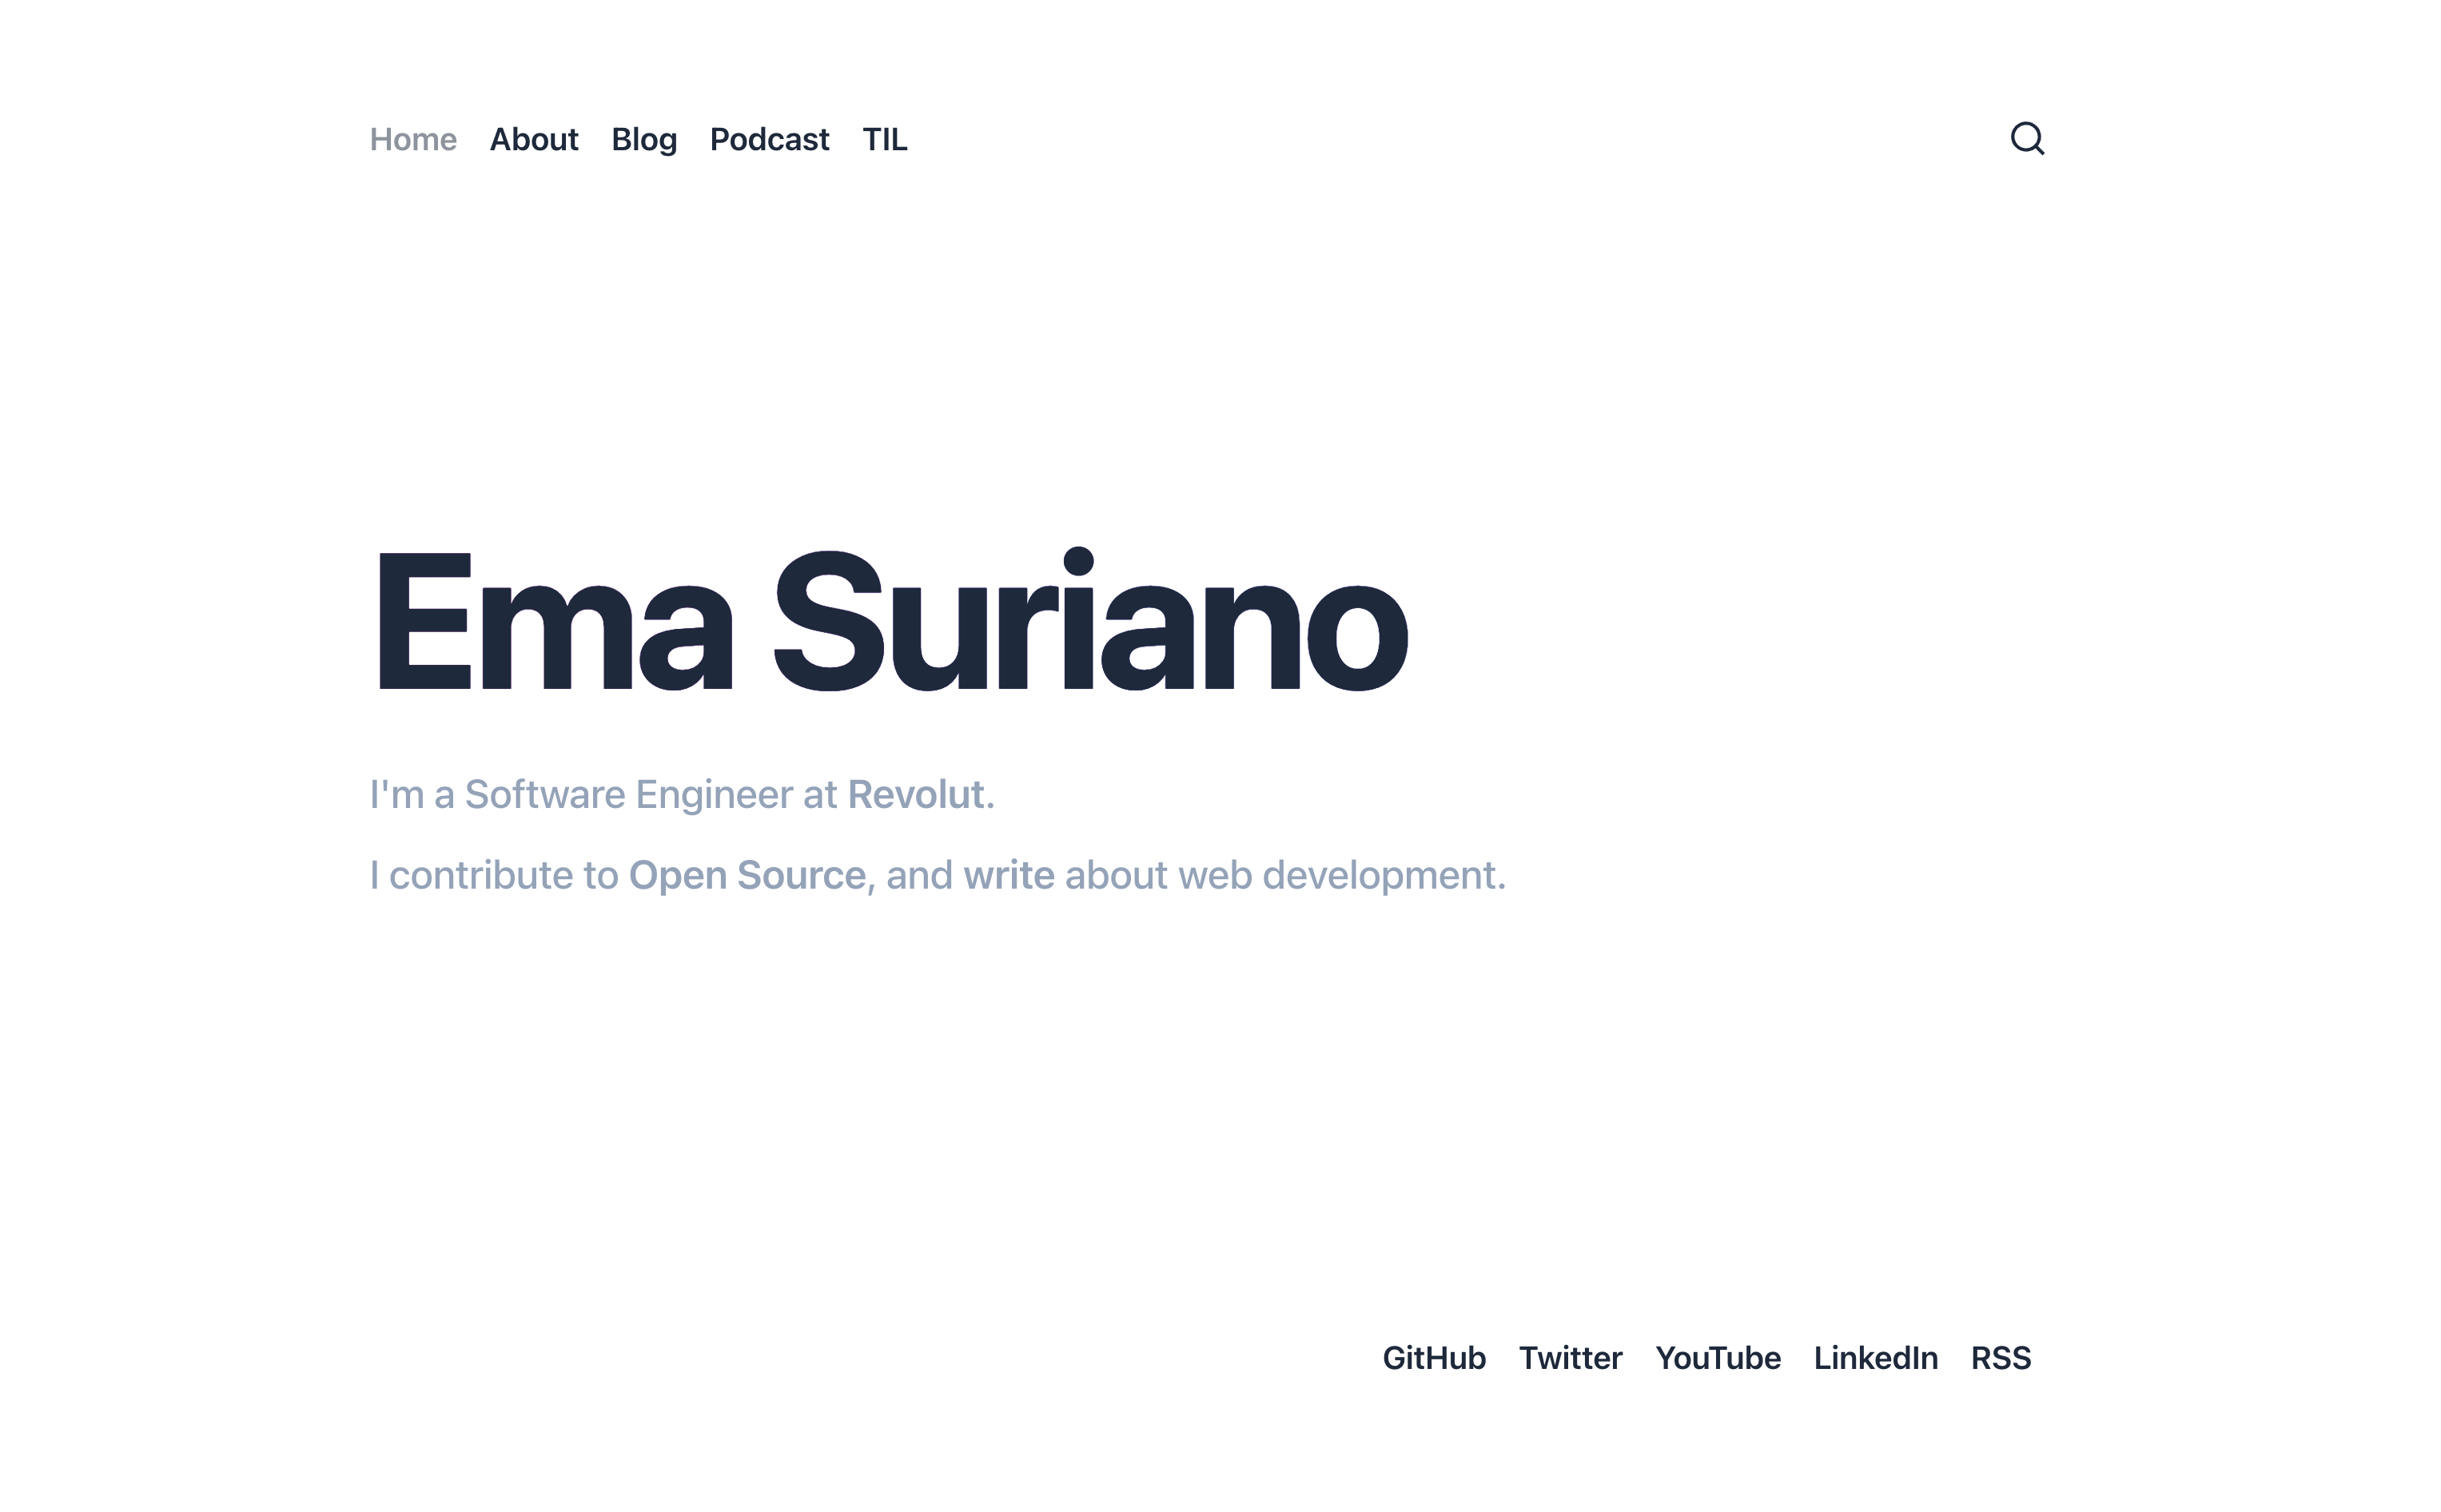 Home About Blog Podcast TIL
Ema Suriano
I'm a Software Engineer at Revolut.
I contribute to Open Source, and write about web development.
GitHub Twitter YouTube LinkedIn RSS